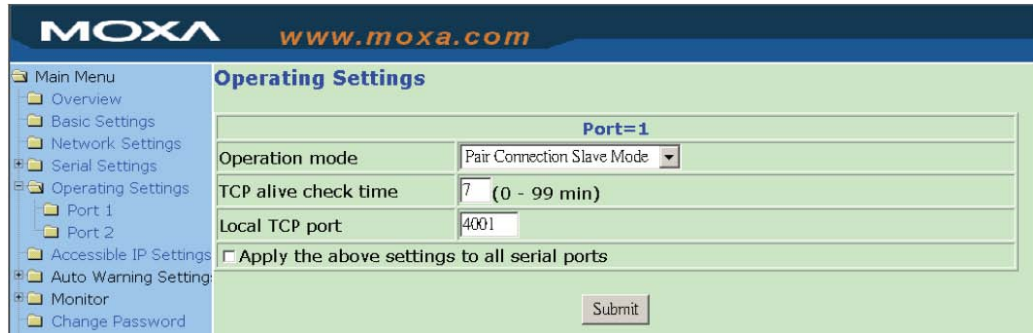 MOXA www.moxa.com
Main Menu
Overview
Basic Settings
Network Settings
Serial Settings
Operating Settings
Port 1
Port 2
Accessible IP Settings
Auto Warning Setting
Monitor
Change Password
Operating Settings
Port=1
Operation mode Pair Connection Slave Mode
TCP alive check time 7 (0 - 99 min)
Local TCP port 4001
Apply the above settings to all serial ports
Submit